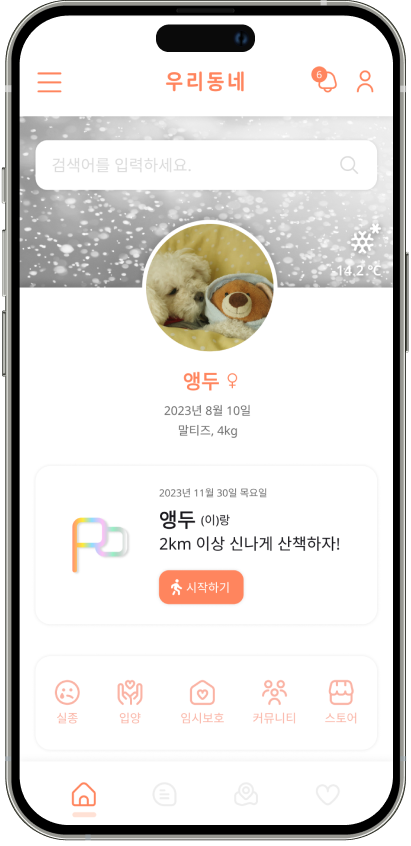 우리동네
6
검색어를 입력하세요.
-14.2 °C
앵두
2023년 8월 10일
말티즈, 4kg
2023년 11월 30일 목요일
앵두 (이)랑
2km 이상 신나게 산책하자!
시작하기
실종 입양 임시보호 커뮤니티 스토어